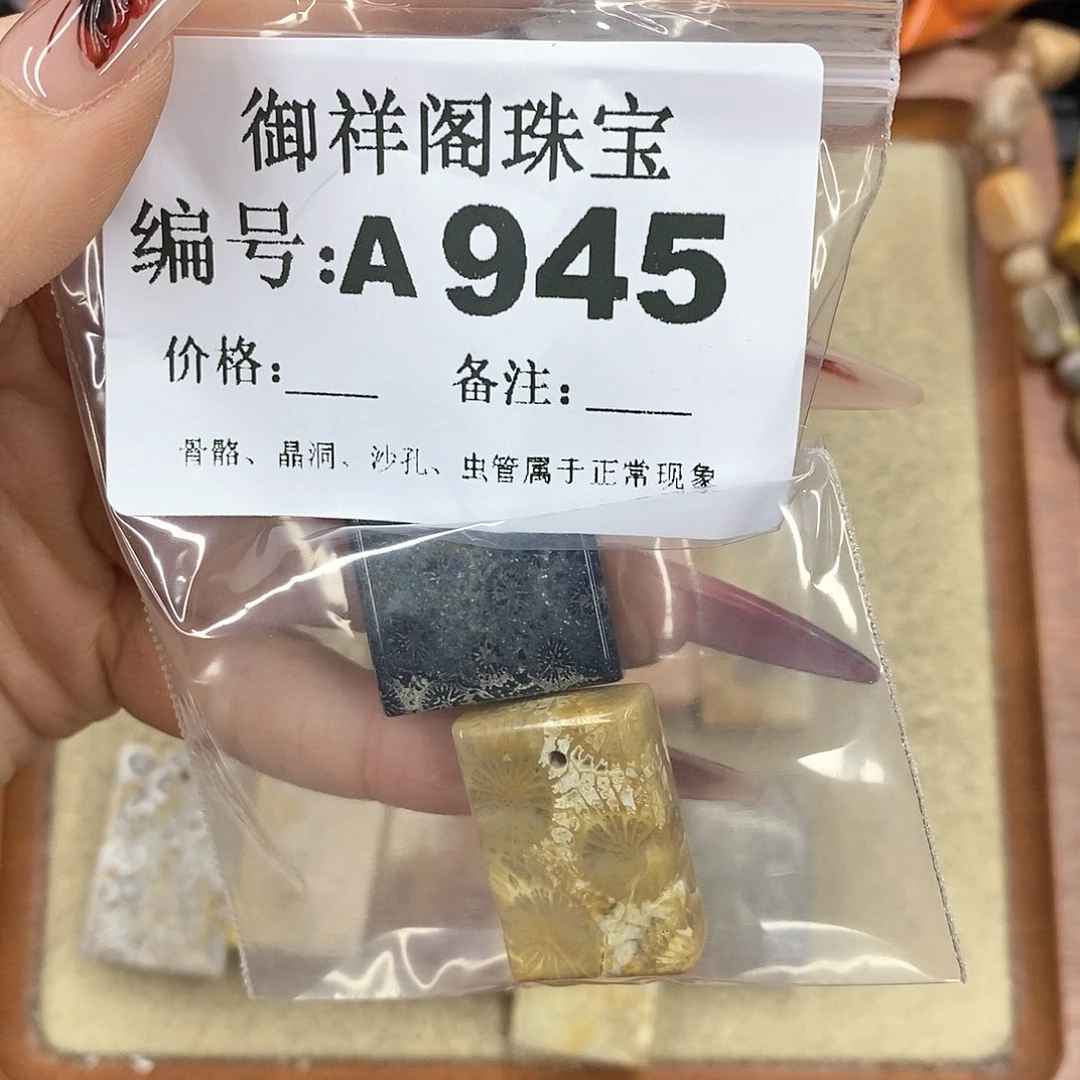 御祥阁珠宝
编号:A945
价格:____ 备注:____
骨骼、晶洞、沙孔、虫管属于正常现象